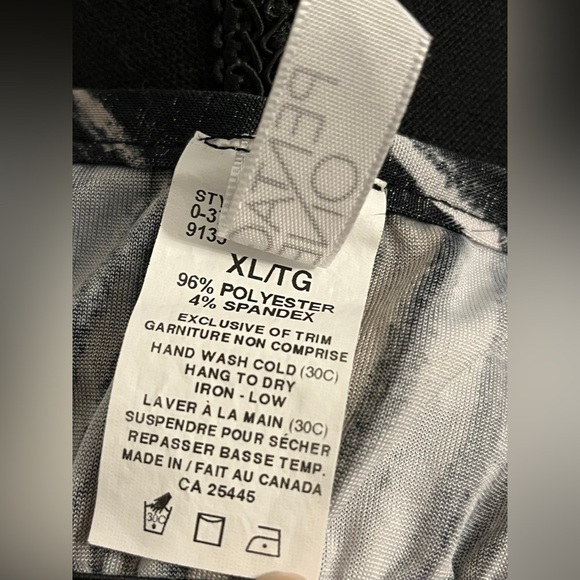 XL/TG
96% POLYESTER
4% SPANDEX
EXCLUSIVE OF TRIM
GARNITURE NON COMPRISE
HAND WASH COLD (30C)
HANG TO DRY
IRON - LOW
LAVER À LA MAIN (30C)
SUSPENDRE POUR SÉCHER
REPASSER BASSE TEMP.
MADE IN / FAIT AU CANADA
CA 25445
30C